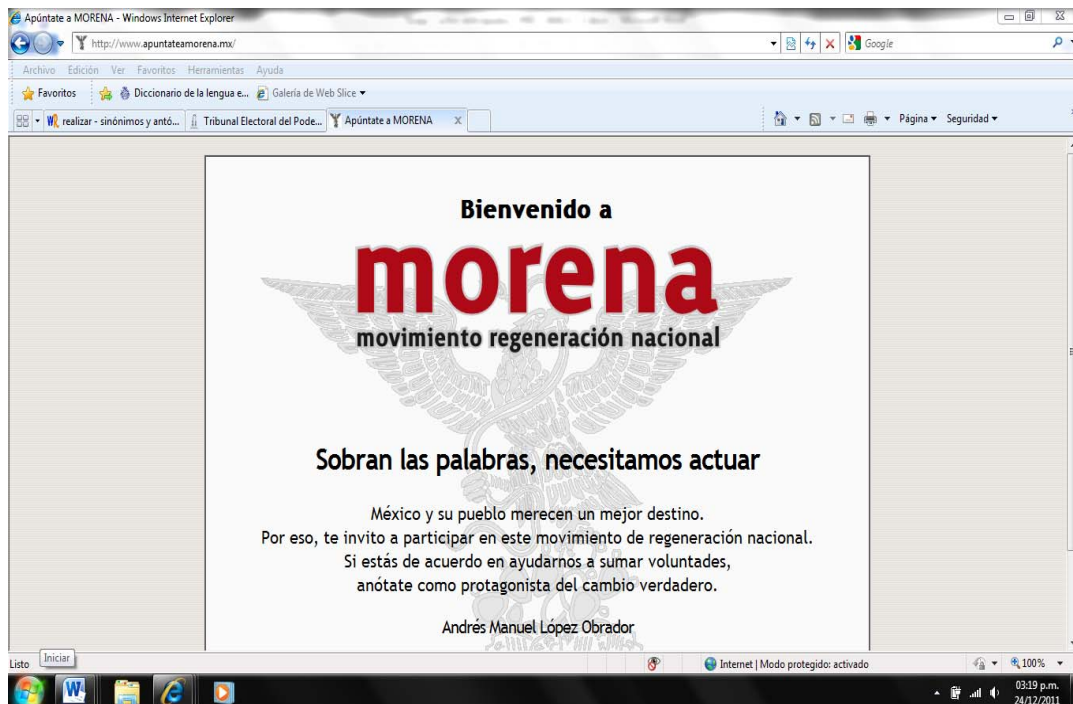 Apúntate a MORENA - Windows Internet Explorer
http://www.apuntateamorena.mx/
Google
Archivo Edición Ver Favoritos Herramientas Ayuda
Favoritos Diccionario de la lengua e... Galería de Web Slice
realizar - sinónimos y antó... Tribunal Electoral del Pode... Apúntate a MORENA X Página Seguridad
Bienvenido a
morena
movimiento regeneración nacional
Sobran las palabras, necesitamos actuar
México y su pueblo merecen un mejor destino.
Por eso, te invito a participar en este movimiento de regeneración nacional.
Si estás de acuerdo en ayudarnos a sumar voluntades,
anótate como protagonista del cambio verdadero.
Andrés Manuel López Obrador
Listo Iniciar Internet | Modo protegido: activado 100%
03:19 p.m.
24/12/2011